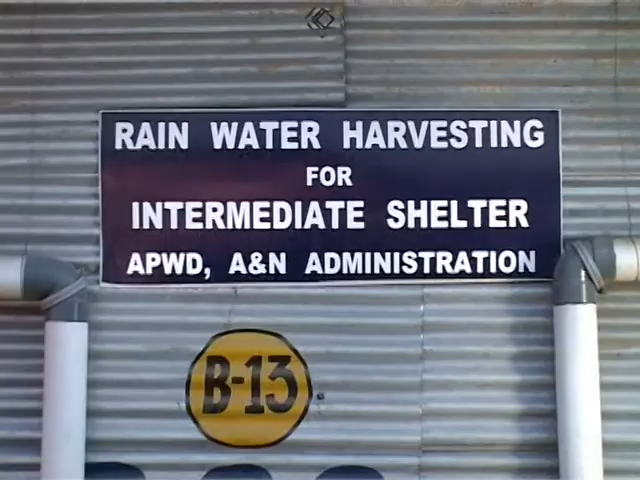 RAIN WATER HARVESTING
FOR
INTERMEDIATE SHELTER
APWD, A&N ADMINISTRATION
B-13